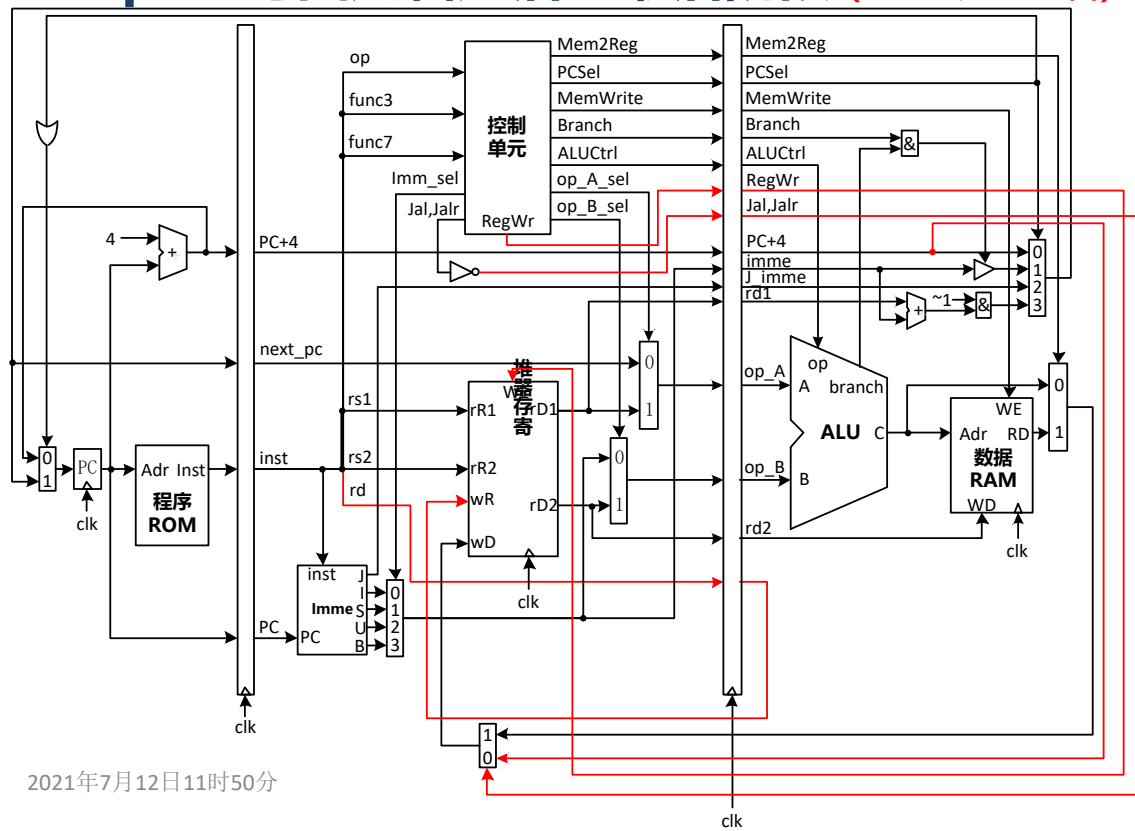 Mem2Reg
Mem2Reg
op
PCSel
PCSel
func3
MemWrite
MemWrite
控制
单元
Branch
Branch
&
func7
ALUCtrl
ALUCtrl
Imm_sel
op_A_sel
RegWr
Jal,Jalr
RegWr
op_B_sel
Jal,Jalr
4
+
PC+4
PC+4
0
imme
1
J_imme
2
rd1
~1
&
3
+
next_pc
堆
器
存
寄
W
0
1
op_A
op
A
branch
0
1
rs1
rR1
rD1
ALU
C
WE
Adr
RD
数据
RAM
WD
clk
0
1
PC
clk
Adr
Inst
程序
ROM
inst
rs2
rR2
0
1
op_B
B
rd
wR
rD2
rd2
wD
clk
inst
J
I
S
U
B
Imme
PC
0
1
2
3
PC
clk
1
0
2021年7月12日11时50分
clk